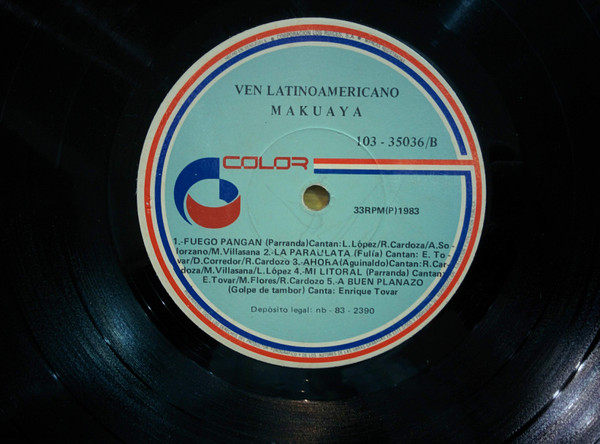 VEN LATINOAMERICANO
MAKUAYA
103 - 35036/B
COLOR
33RPM(P)1983
1.-FUEGO PANGAN (Parranda)Cantan: L. López/R.Cardoza/A.So-
lorzano/M.Villasana 2.-LA PARAULATA (Fulía) Cantan: E. To-
var/D.Corredor/R.Cardozo 3.-AHORA(Aguinaldo)Cantan:R.Car-
doza/M.Villasana/L.López 4.-MI LITORAL (Parranda) Cantan:
E.Tovar/M.Flores/R.Cardozo 5.-A BUEN PLANAZO
(Golpe de tambor) Canta: Enrique Tovar
Depòsito legal: nb - 83 - 2390